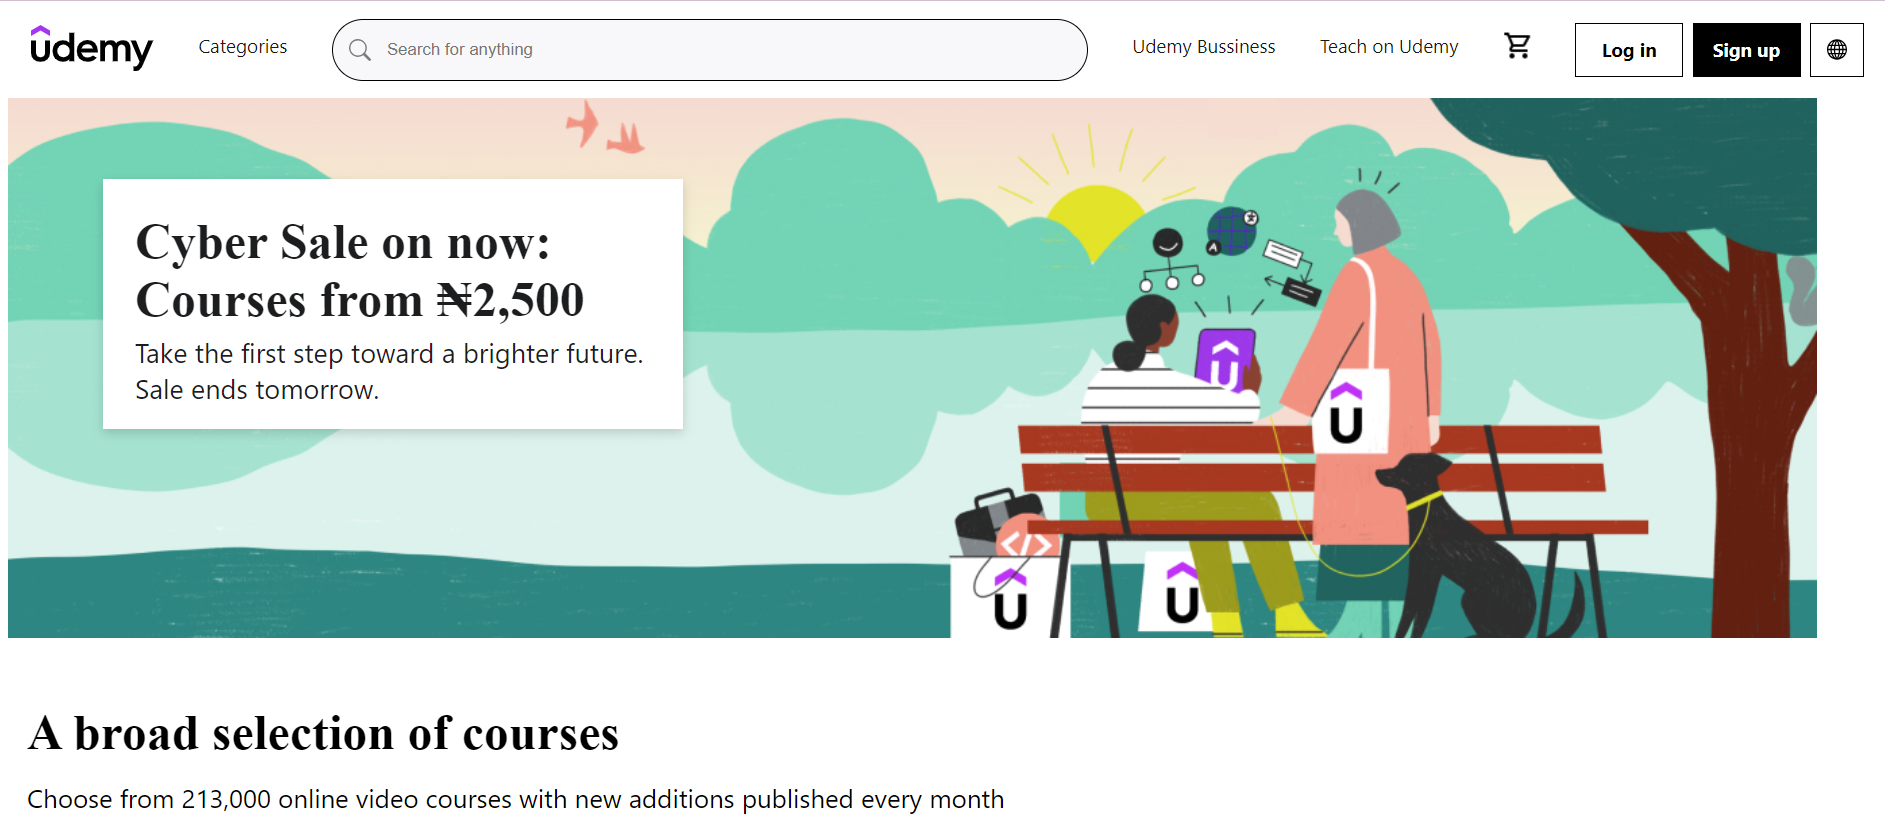 udemy
Categories
Search for anything
Udemy Bussiness
Teach on Udemy
Log in
Sign up
Cyber Sale on now:
Courses from ₦2,500
Take the first step toward a brighter future.
Sale ends tomorrow.
A
U
U
</>
U
U
A broad selection of courses
Choose from 213,000 online video courses with new additions published every month